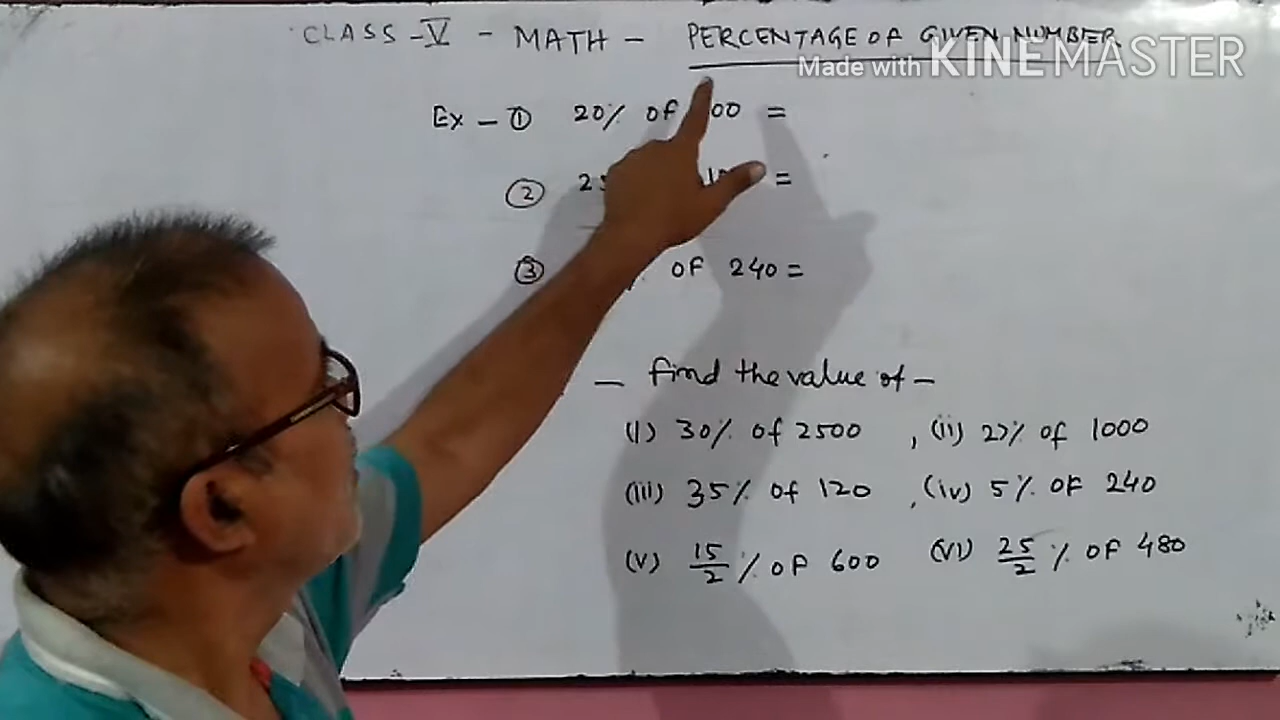 CLASS - V - MATH - PERCENTAGE OF GIVEN NUMBER.
Made with KINEMASTER
Ex - ① 20% of 00 =
② =
③ OF 240 =
- find the value of -
(i) 30% of 2500 , (ii) 27% of 1000
(iii) 35% of 120 , (iv) 5% OF 240
(v) 15/2 % OF 600 (vi) 25/2 % OF 480